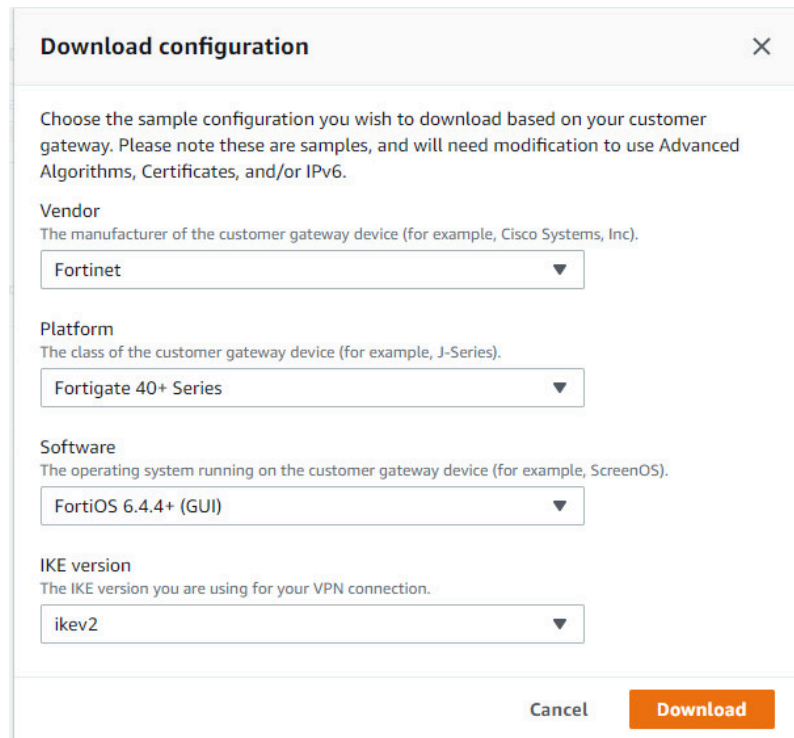 Download configuration
Choose the sample configuration you wish to download based on your customer
gateway. Please note these are samples, and will need modification to use Advanced
Algorithms, Certificates, and/or IPv6.
Vendor
The manufacturer of the customer gateway device (for example, Cisco Systems, Inc).
Fortinet
Platform
The class of the customer gateway device (for example, J-Series).
Fortigate 40+ Series
Software
The operating system running on the customer gateway device (for example, ScreenOS).
FortiOS 6.4.4+ (GUI)
IKE version
The IKE version you are using for your VPN connection.
ikev2
Cancel Download